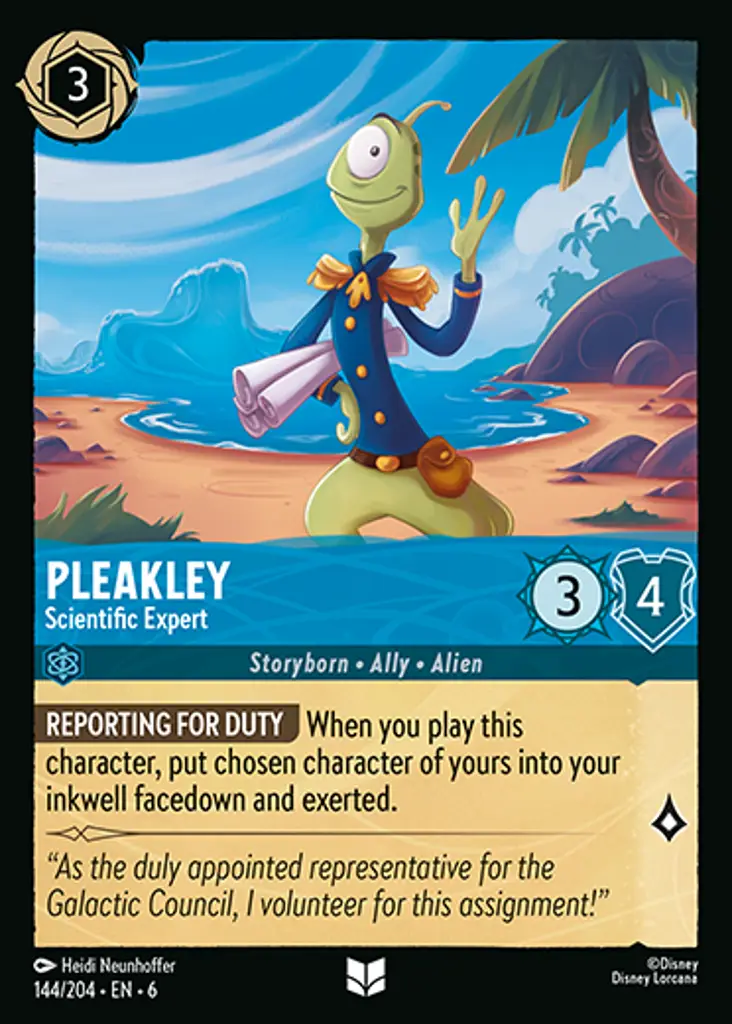 3
PLEAKLEY
Scientific Expert
3
4
Storyborn • Ally • Alien
REPORTING FOR DUTY When you play this
character, put chosen character of yours into your
inkwell facedown and exerted.
“As the duly appointed representative for the
Galactic Council, I volunteer for this assignment!”
Heidi Neunhoffer
144/204 • EN • 6
©Disney
Disney Lorcana